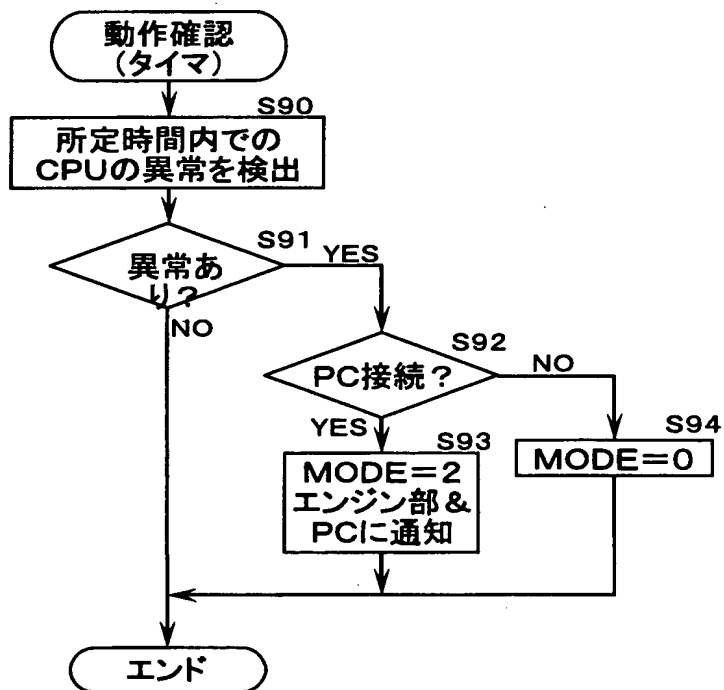 動作確認
(タイマ)
S90
所定時間内での
CPUの異常を検出
S91
異常あ
り?
YES
NO
S92
PC接続?
NO
YES
S93
MODE=2
エンジン部&
PCに通知
S94
MODE=0
エンド